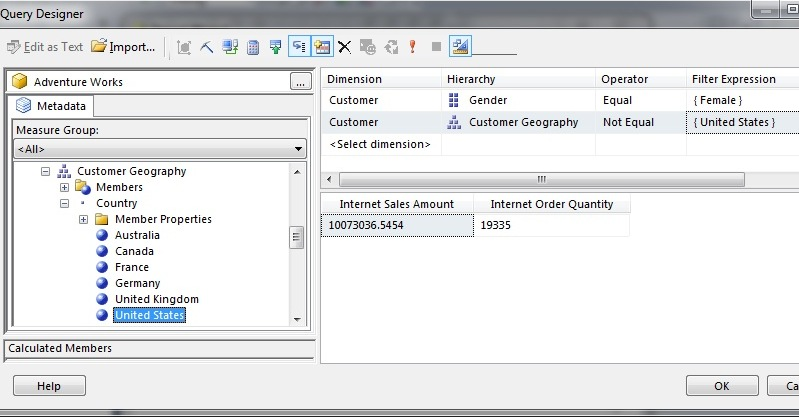 Query Designer
Edit as Text Import...
Adventure Works ...
Metadata
Measure Group:
<All>
Customer Geography
Members
Country
Member Properties
Australia
Canada
France
Germany
United Kingdom
United States
Calculated Members
Dimension Hierarchy Operator Filter Expression
Customer Gender Equal { Female }
Customer Customer Geography Not Equal { United States }
<Select dimension>
Internet Sales Amount Internet Order Quantity
10073036.5454 19335
Help OK Ca